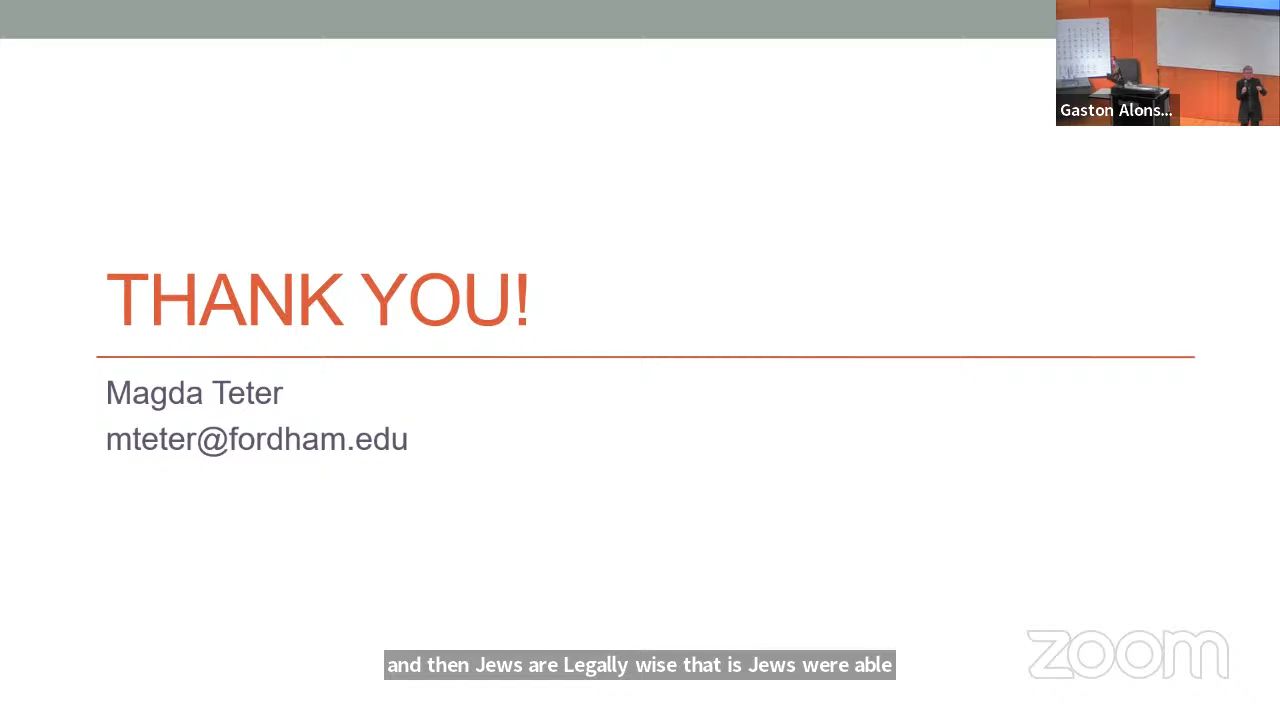 Gaston Alons...
THANK YOU!
Magda Teter
mteter@fordham.edu
and then Jews are Legally wise that is Jews were able
zoom